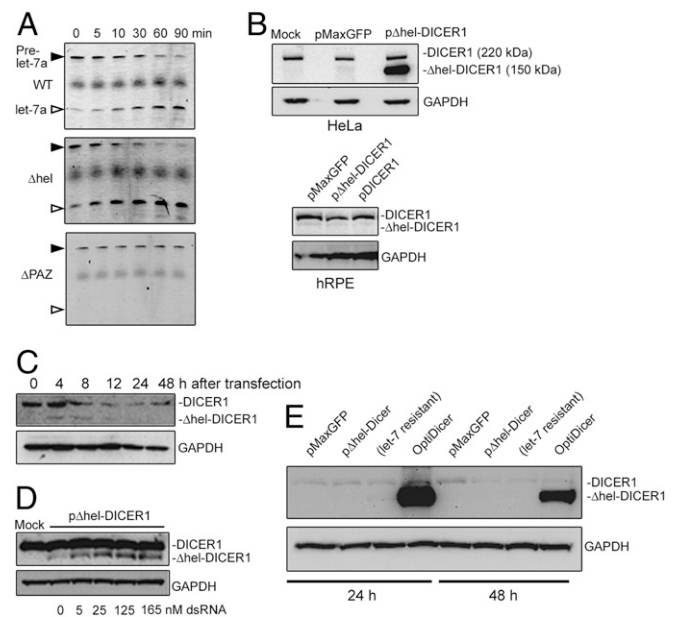 A
0 5 10 30 60 90 min
Pre-
let-7a
WT
let-7a
Δhel
ΔPAZ
B
Mock pMaxGFP pΔhel-DICER1
-DICER1 (220 kDa)
-Δhel-DICER1 (150 kDa)
GAPDH
HeLa
pMaxGFP pΔhel-DICER1 pDICER1
-DICER1
-Δhel-DICER1
GAPDH
hRPE
C
0 4 8 12 24 48 h after transfection
-DICER1
-Δhel-DICER1
GAPDH
D
pΔhel-DICER1
Mock
-DICER1
-Δhel-DICER1
GAPDH
0 5 25 125 165 nM dsRNA
E
pMaxGFP pΔhel-Dicer (let-7 resistant) OptiDicer pMaxGFP pΔhel-Dicer (let-7 resistant) OptiDicer
-DICER1
-Δhel-DICER1
GAPDH
24 h 48 h